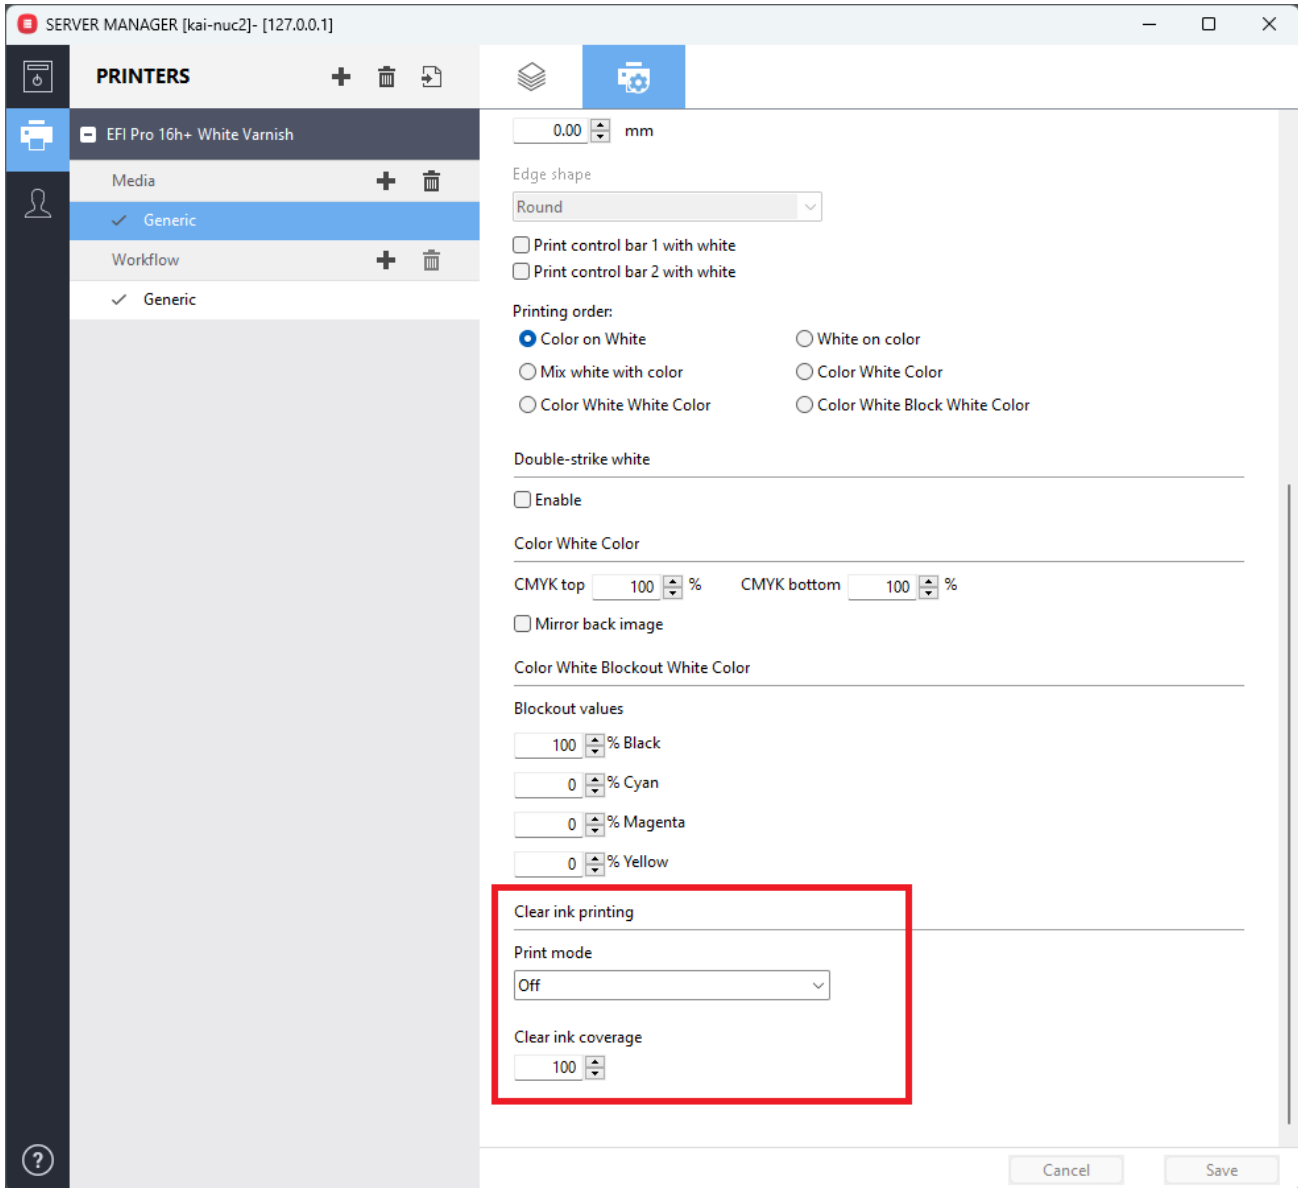 SERVER MANAGER [kai-nuc2]- [127.0.0.1]
PRINTERS
EFI Pro 16h+ White Varnish
Media
Generic
Workflow
Generic
0.00 mm
Edge shape
Round
Print control bar 1 with white
Print control bar 2 with white
Printing order:
Color on White White on color
Mix white with color Color White Color
Color White White Color Color White Block White Color
Double-strike white
Enable
Color White Color
CMYK top 100 % CMYK bottom 100 %
Mirror back image
Color White Blockout White Color
Blockout values
100 % Black
0 % Cyan
0 % Magenta
0 % Yellow
Clear ink printing
Print mode
Off
Clear ink coverage
100
?
Cancel Save